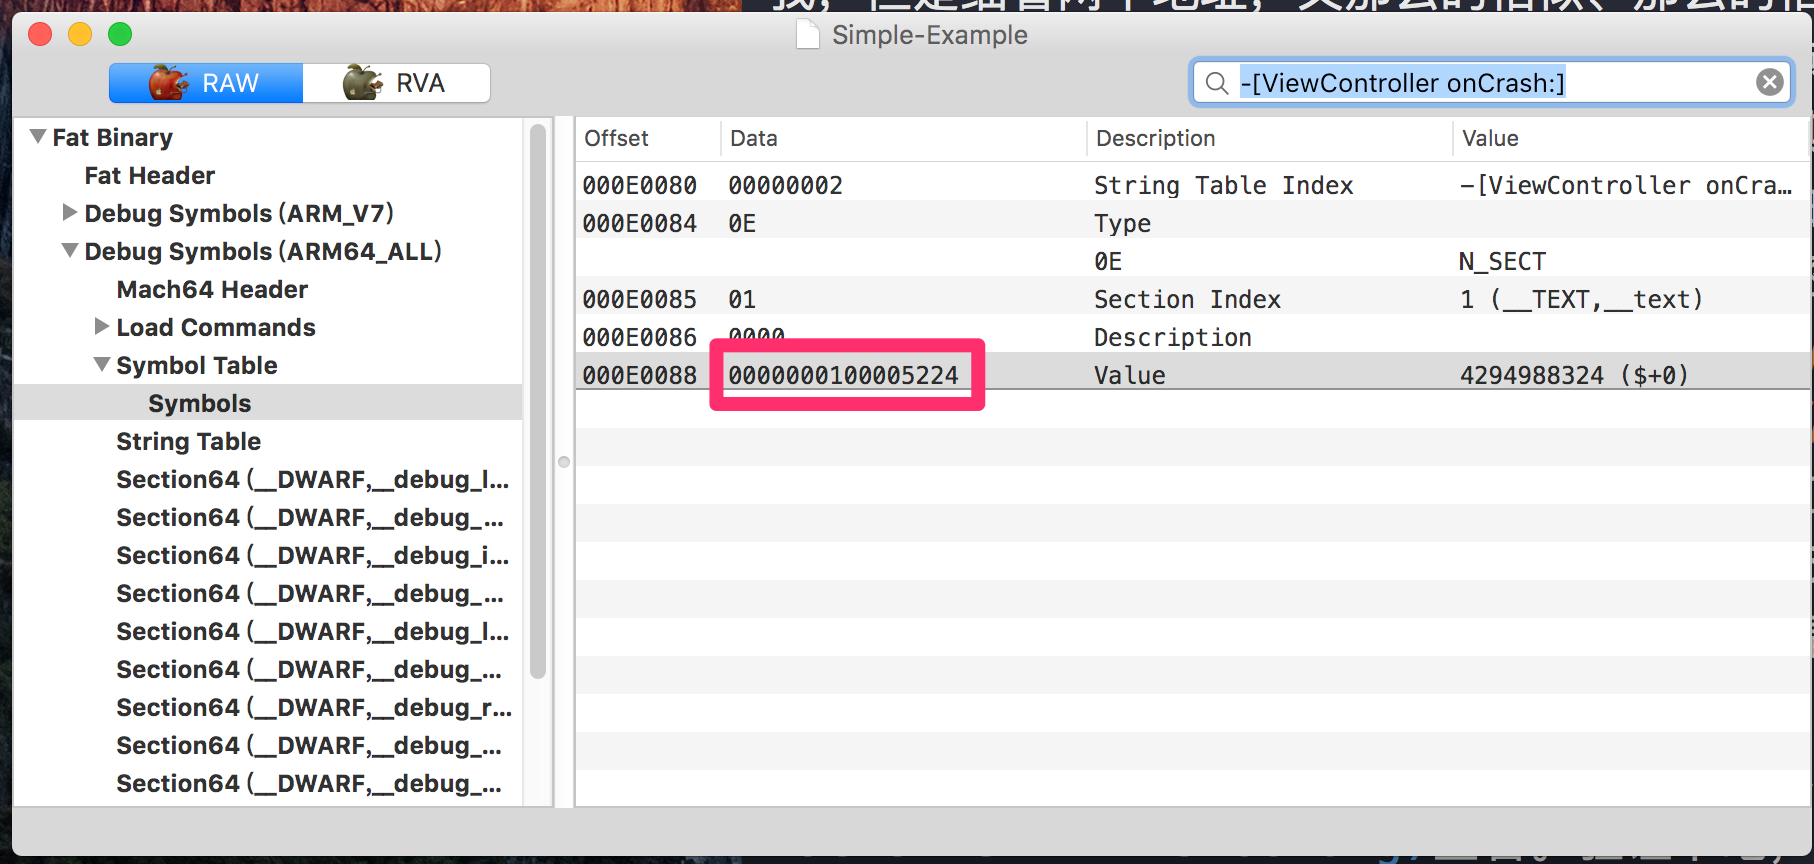 Simple-Example
RAW RVA
-[ViewController onCrash:]
Fat Binary
Fat Header
Debug Symbols (ARM_V7)
Debug Symbols (ARM64_ALL)
Mach64 Header
Load Commands
Symbol Table
Symbols
String Table
Section64 (__DWARF,__debug_l...
Section64 (__DWARF,__debug_...
Section64 (__DWARF,__debug_i...
Section64 (__DWARF,__debug_...
Section64 (__DWARF,__debug_l...
Section64 (__DWARF,__debug_...
Section64 (__DWARF,__debug_r...
Section64 (__DWARF,__debug_...
Section64 (__DWARF,__debug_...
Offset Data Description Value
000E0080 00000002 String Table Index -[ViewController onCra...
000E0084 0E Type
0E N_SECT
000E0085 01 Section Index 1 (__TEXT,__text)
000E0086 0000 Description
000E0088 0000000100005224 Value 4294988324 ($+0)